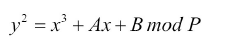 y² = x³ + Ax + B mod P